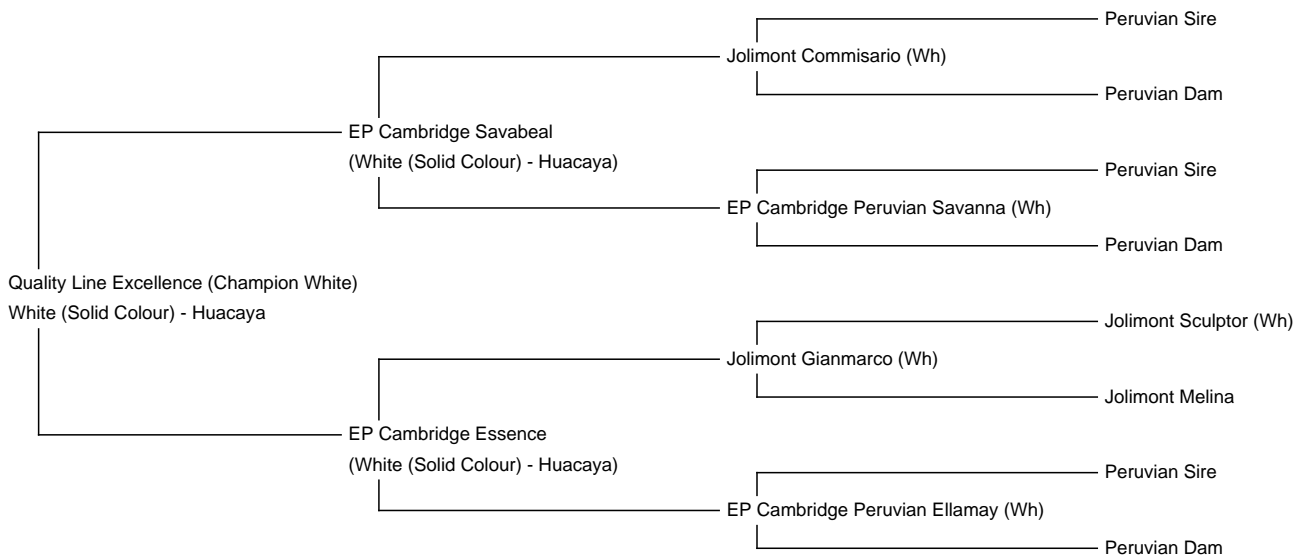 Peruvian Sire
Jolimont Commisario (Wh)
Peruvian Dam
EP Cambridge Savabeal
(White (Solid Colour) - Huacaya)
Peruvian Sire
EP Cambridge Peruvian Savanna (Wh)
Peruvian Dam
Quality Line Excellence (Champion White)
White (Solid Colour) - Huacaya
Jolimont Sculptor (Wh)
Jolimont Gianmarco (Wh)
Jolimont Melina
EP Cambridge Essence
(White (Solid Colour) - Huacaya)
Peruvian Sire
EP Cambridge Peruvian Ellamay (Wh)
Peruvian Dam